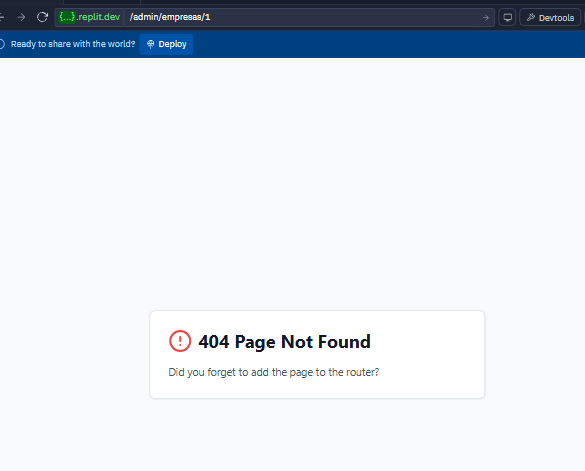 {...}.replit.dev /admin/empresas/1
Devtools
Ready to share with the world? Deploy
404 Page Not Found
Did you forget to add the page to the router?